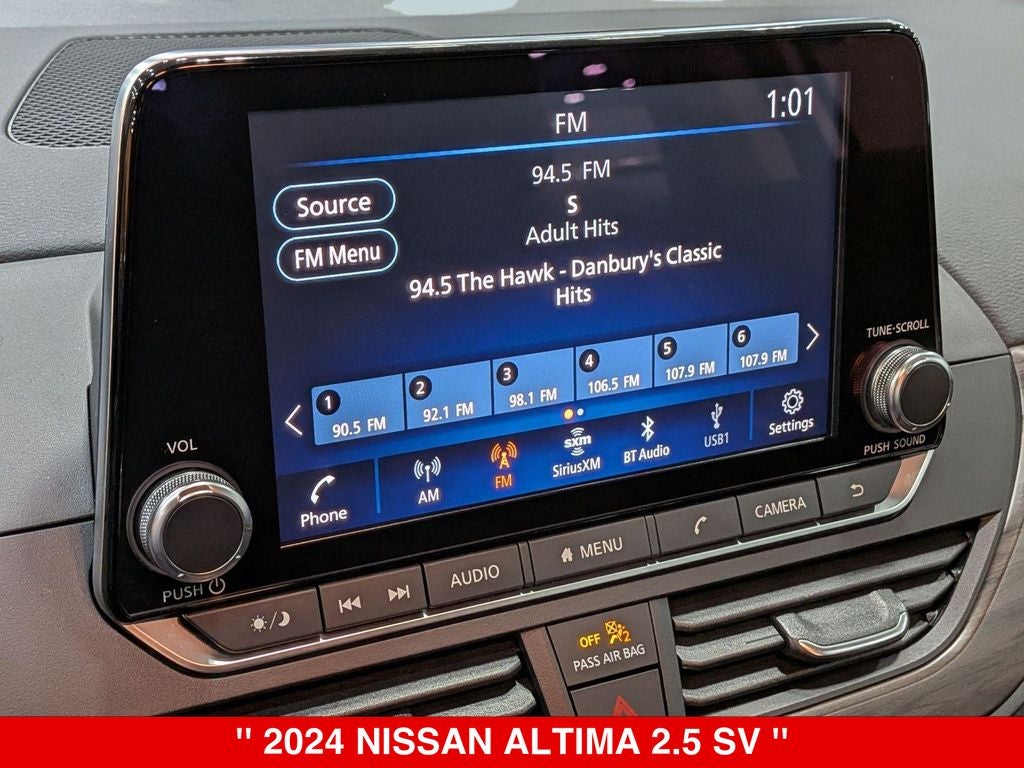 FM
1:01
94.5 FM
S
Adult Hits
Source
FM Menu
94.5 The Hawk - Danbury's Classic
Hits
1
90.5 FM
2
92.1 FM
3
98.1 FM
4
106.5 FM
5
107.9 FM
6
107.9 FM
Phone
AM
FM
sxm
SiriusXM
BT Audio
USB1
Settings
VOL
PUSH
TUNE·SCROLL
PUSH SOUND
AUDIO
MENU
CAMERA
OFF 2
PASS AIR BAG
" 2024 NISSAN ALTIMA 2.5 SV "